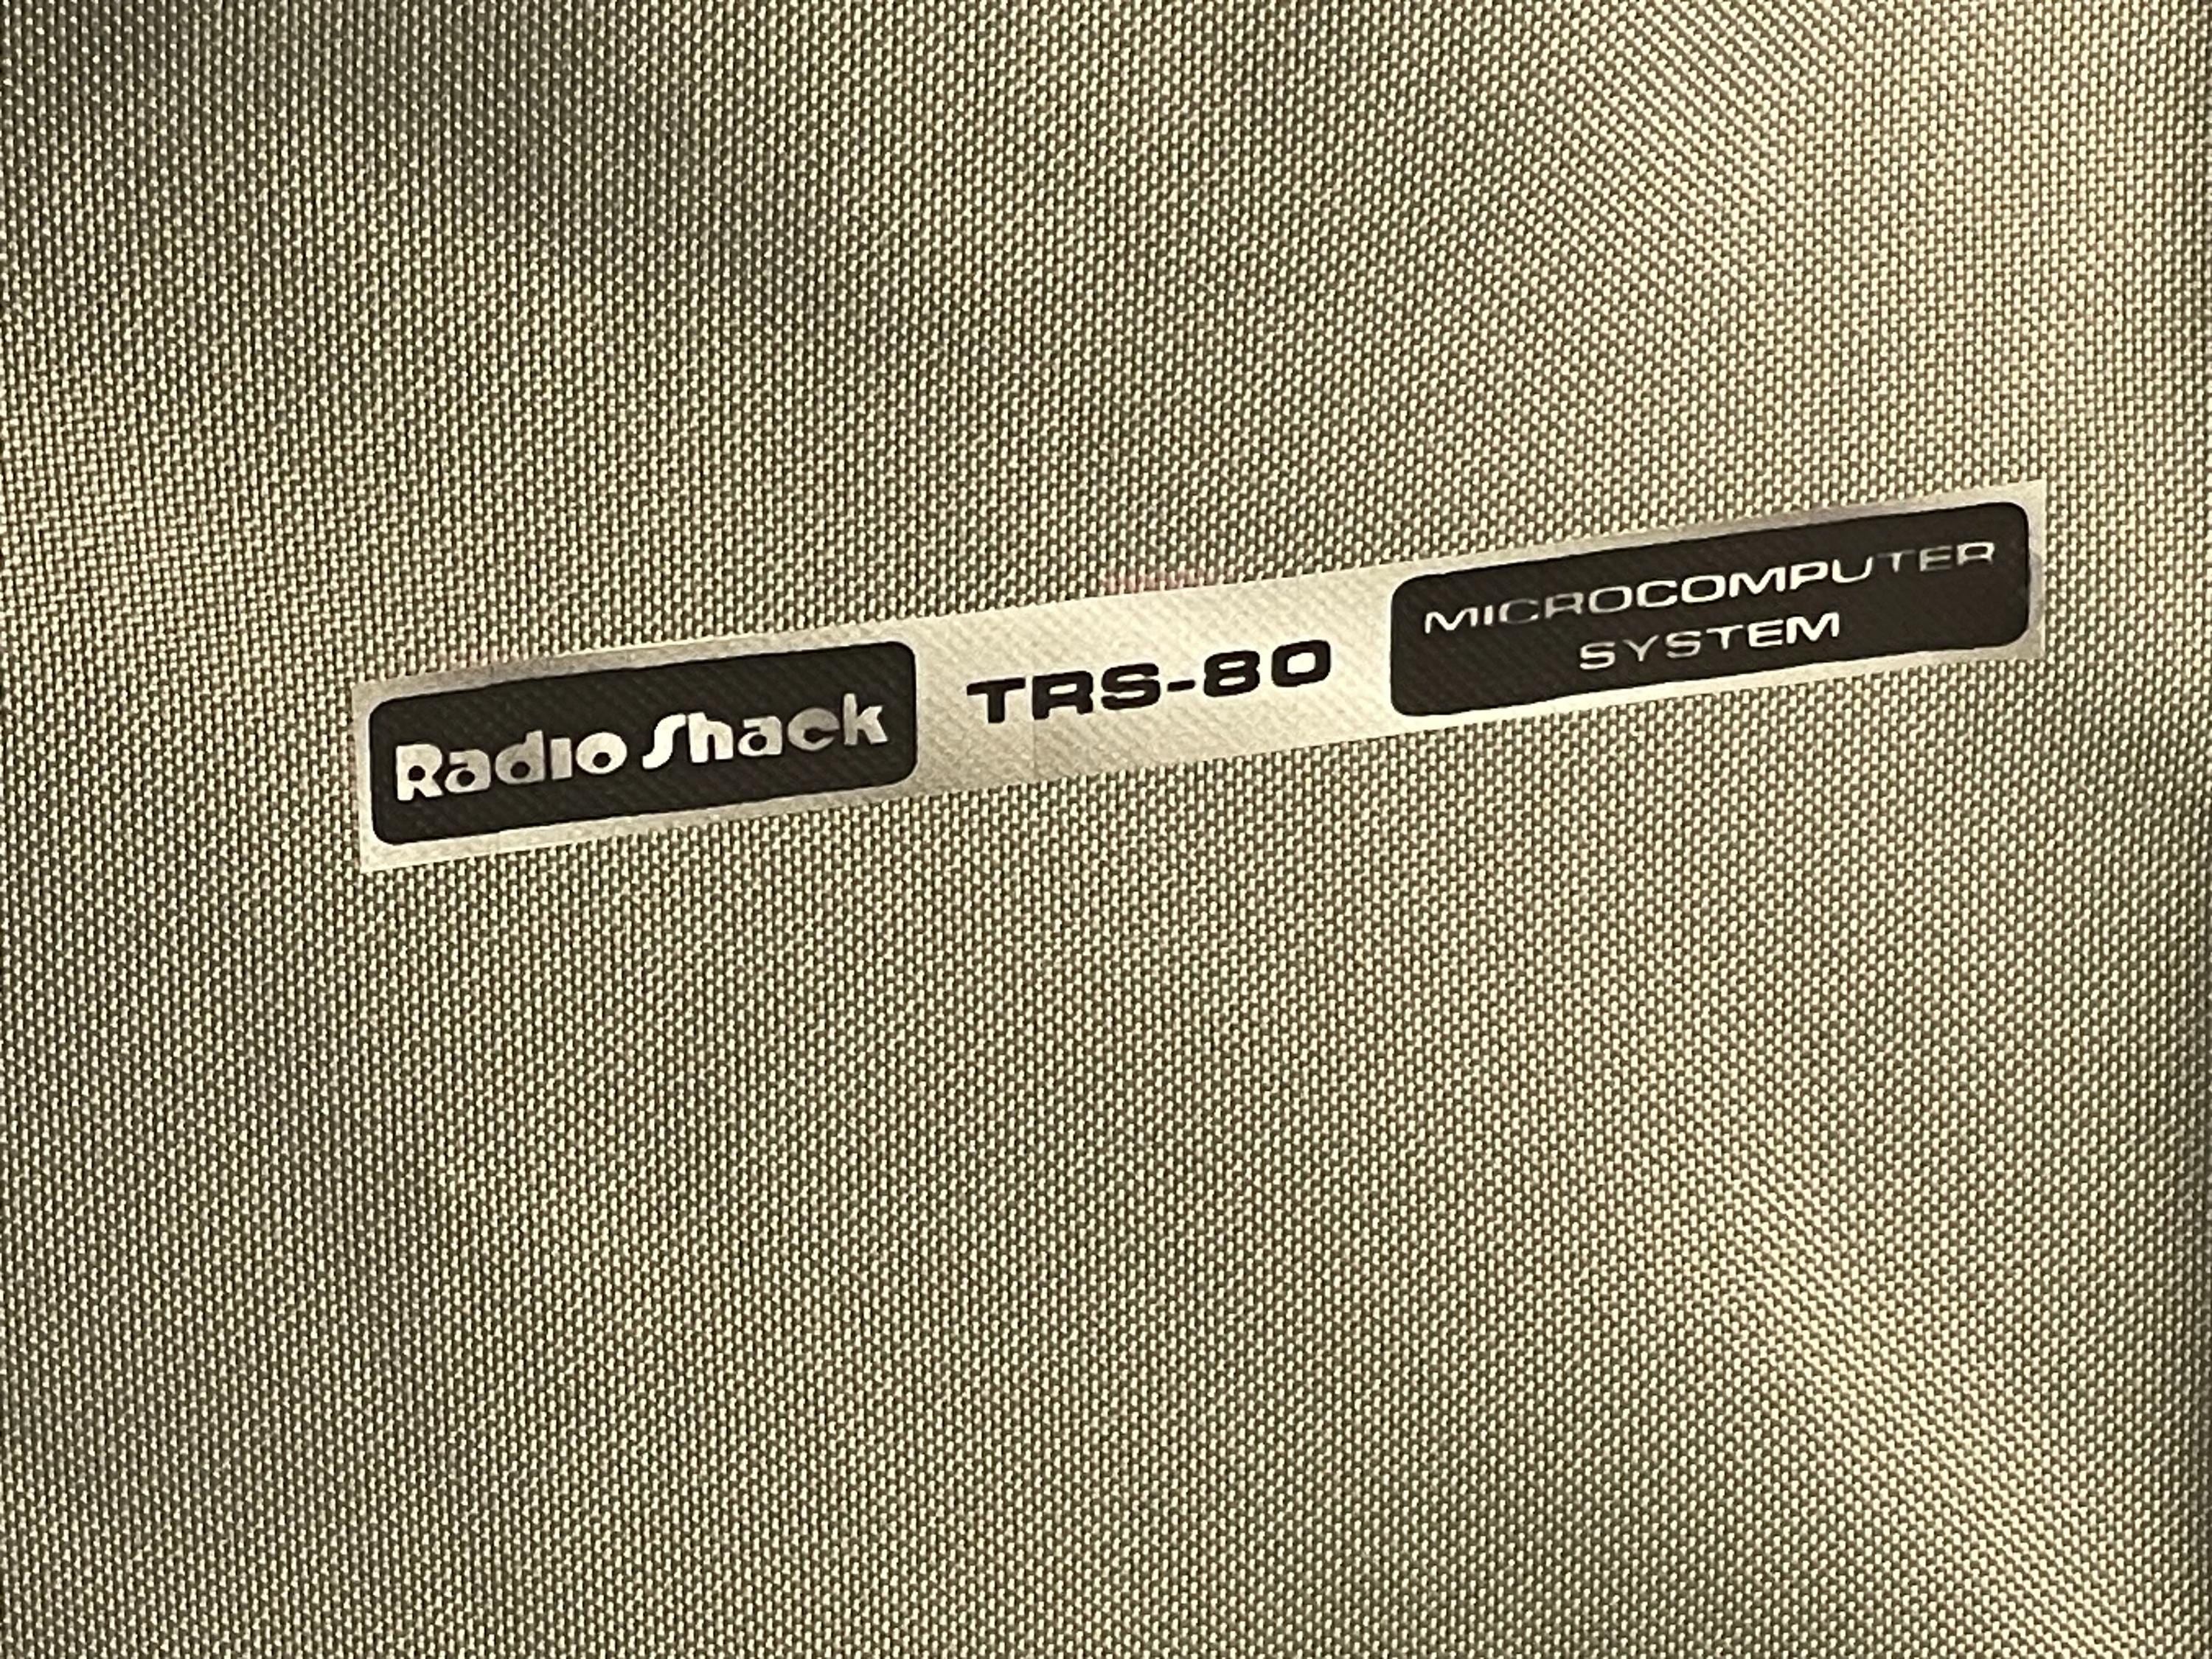 Radio Shack
TRS-80
MICROCOMPUTER
SYSTEM